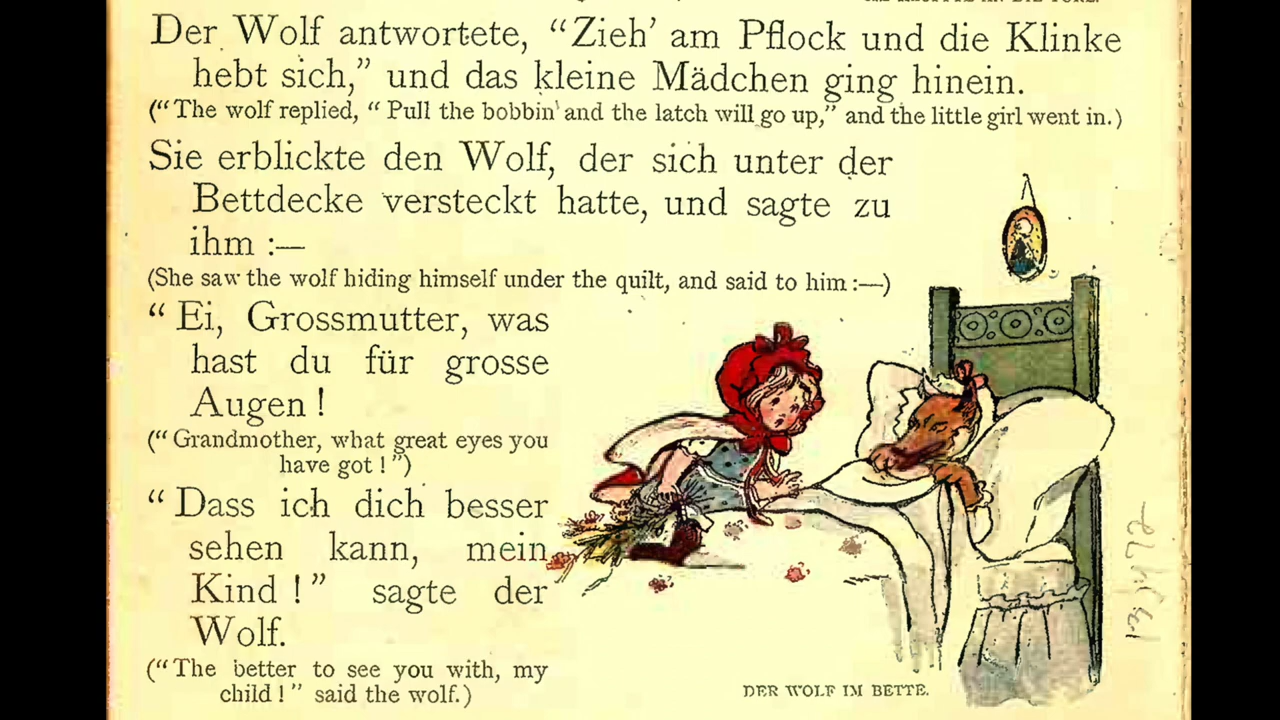 Der Wolf antwortete, “Zieh’ am Pflock und die Klinke
hebt sich,” und das kleine Mädchen ging hinein.
(“The wolf replied, “Pull the bobbin and the latch will go up,” and the little girl went in.)
Sie erblickte den Wolf, der sich unter der
Bettdecke versteckt hatte, und sagte zu
ihm :—
(She saw the wolf hiding himself under the quilt, and said to him :—)
“Ei, Grossmutter, was
hast du für grosse
Augen !
(“Grandmother, what great eyes you
have got ! ”)
“Dass ich dich besser
sehen kann, mein
Kind ! ” sagte der
Wolf.
(“The better to see you with, my
child ! ” said the wolf.)
DER WOLF IM BETTE.